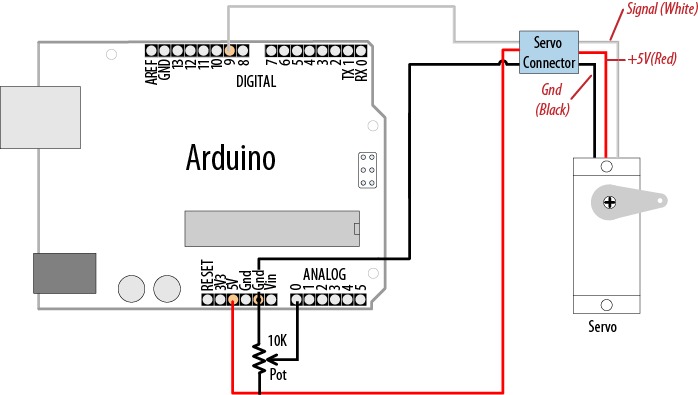 Signal (White)
Servo
Connector
+5V(Red)
Gnd
(Black)
AREF
GND
13
12
11
10
9
8
7
6
5
4
3
2
TX 1
RX 0
DIGITAL
Arduino
RESET
3V3
5V
Gnd
Gnd
Vin
ANALOG
0
1
2
3
4
5
10K
Pot
Servo